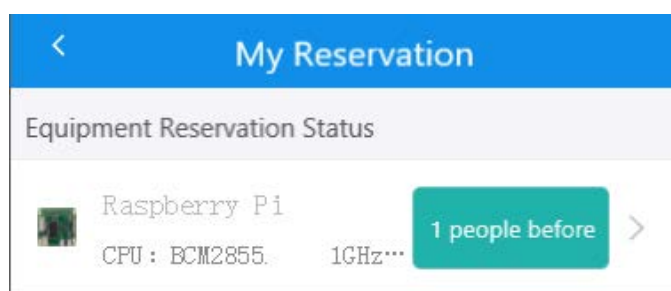 My Reservation
Equipment Reservation Status
Raspberry Pi
1 people before
CPU: BCM2855. 1GHz…